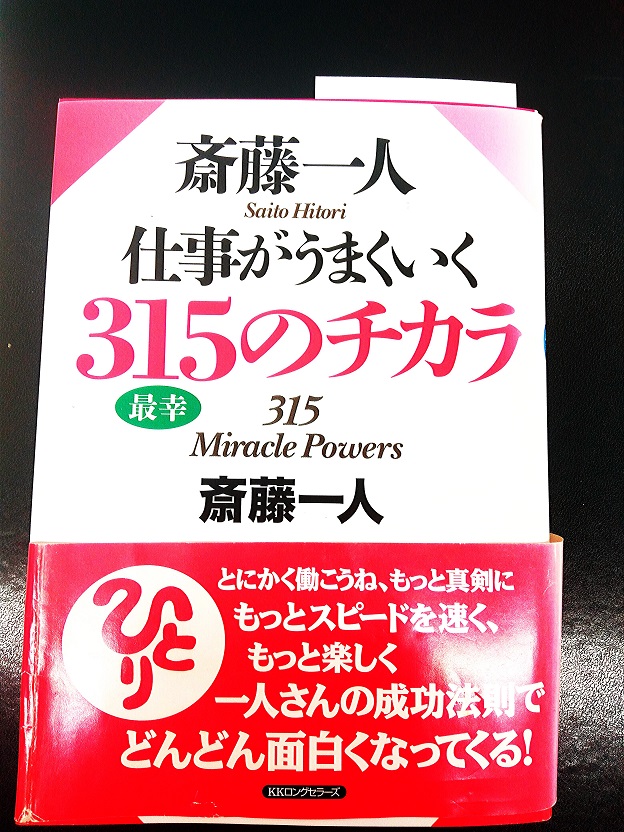 斎藤一人
Saito Hitori
仕事がうまくいく
315のチカラ
最幸
315
Miracle Powers
斎藤一人
ひとり
とにかく働こうね、もっと真剣に
もっとスピードを速く、
もっと楽しく
一人さんの成功法則で
どんどん面白くなってくる!
KKロングセラーズ